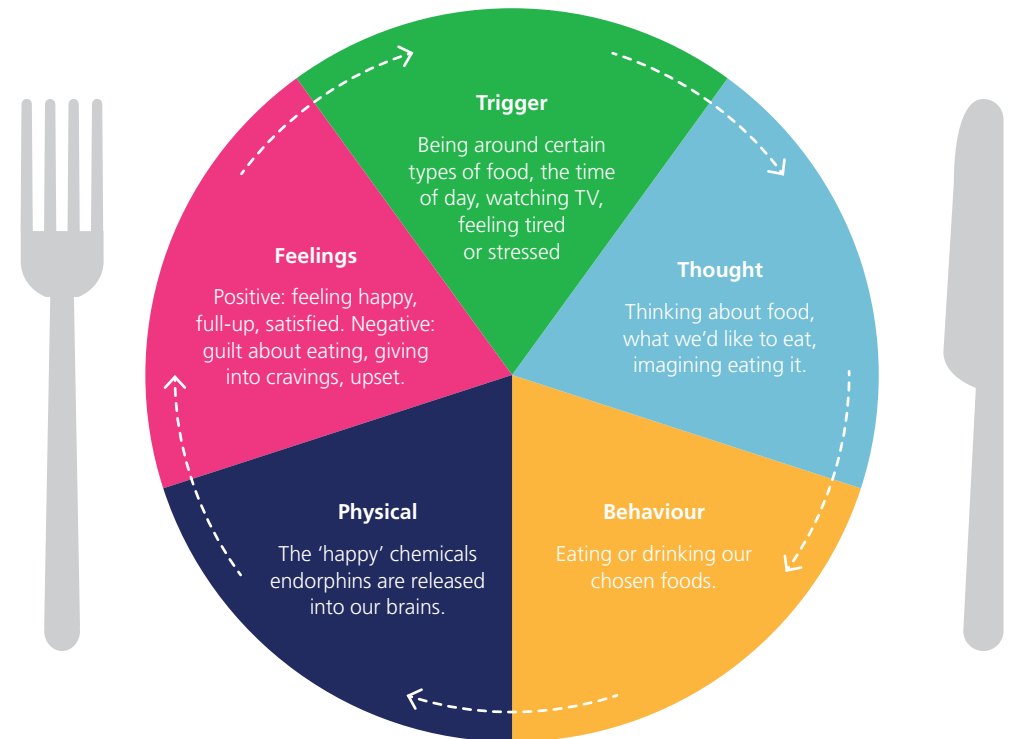 Trigger
Being around certain
types of food, the time
of day, watching TV,
feeling tired
or stressed
Thought
Thinking about food,
what we'd like to eat,
imagining eating it.
Behaviour
Eating or drinking our
chosen foods.
Physical
The ‘happy’ chemicals
endorphins are released
into our brains.
Feelings
Positive: feeling happy,
full-up, satisfied. Negative:
guilt about eating, giving
into cravings, upset.